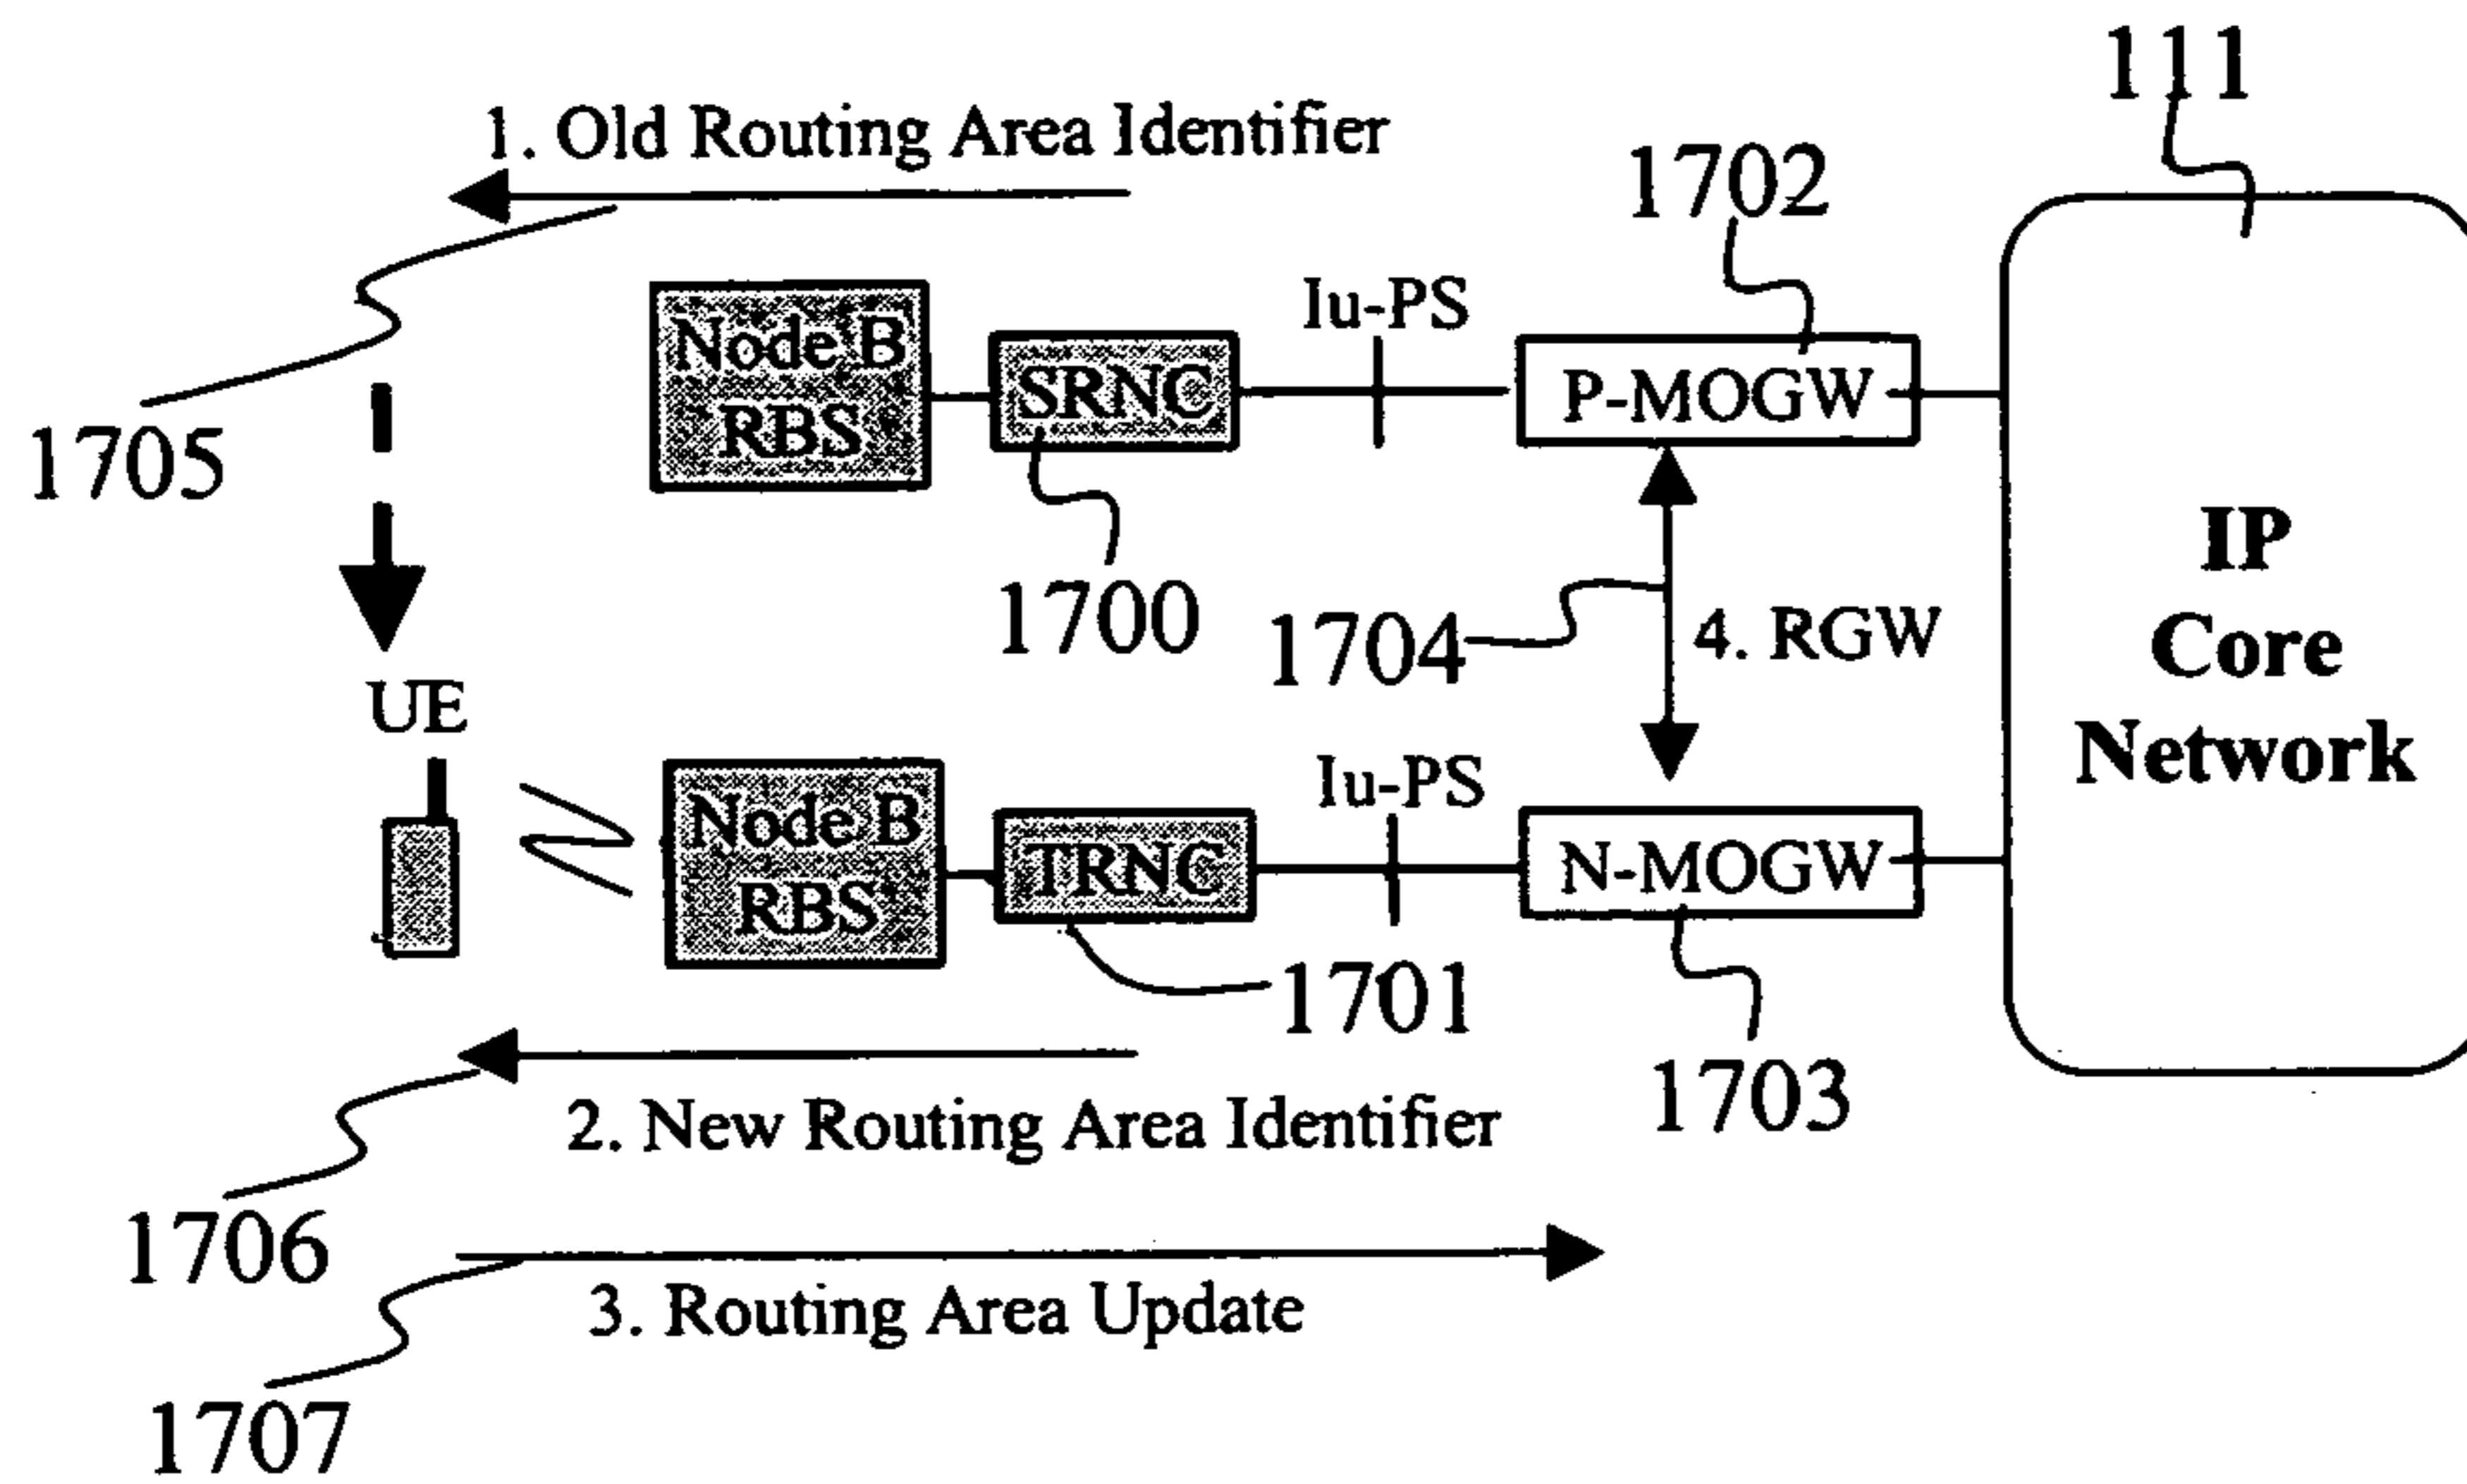 111
1. Old Routing Area Identifier
1702
Iu-PS
Node B
RBS
SRNC
P-MOGW
1705
1700
1704
4. RGW
IP
Core
Network
UE
Iu-PS
Node B
RBS
TRNC
N-MOGW
1701
1703
2. New Routing Area Identifier
1706
3. Routing Area Update
1707